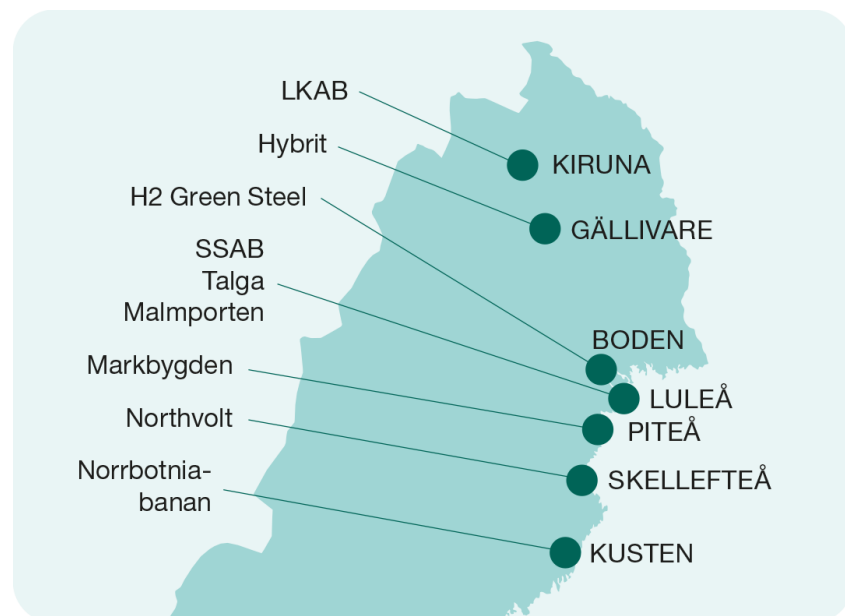 LKAB
Hybrit
H2 Green Steel
SSAB
Talga
Malmporten
Markbygden
Northvolt
Norrbotnia-
banan
KIRUNA
GÄLLIVARE
BODEN
LULEÅ
PITEÅ
SKELLEFTEÅ
KUSTEN